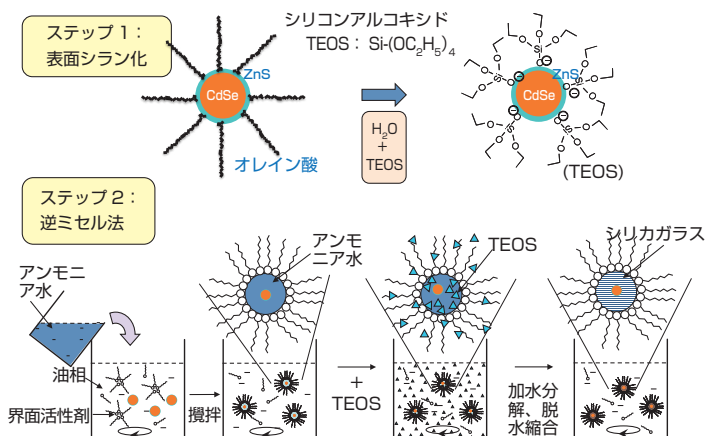 ステップ 1：
表面シラン化
シリコンアルコキシド
TEOS： Si-(OC₂H₅)₄
ZnS
CdSe
オレイン酸
H₂O
+
TEOS
ZnS
CdSe
(TEOS)
ステップ 2：
逆ミセル法
アンモニ
ア水
油相
界面活性剤
攪拌
アンモ
ニア水
+
TEOS
TEOS
加水分
解、脱
水縮合
シリカガラス